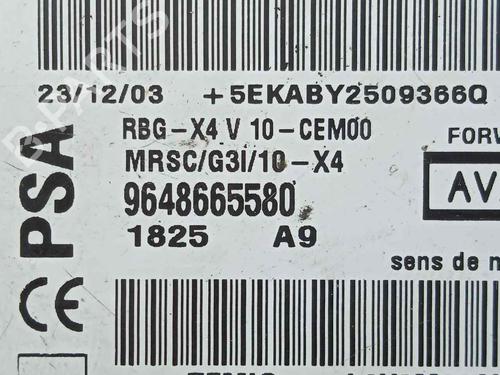 23/12/03 +5EKABY2509366Q
RBG-X4 V 10-CEM00
MRSC/G3I/10-X4
9648665580
1825 A9
FORW
AV
sens de m
PSA
CE
B-PARTS